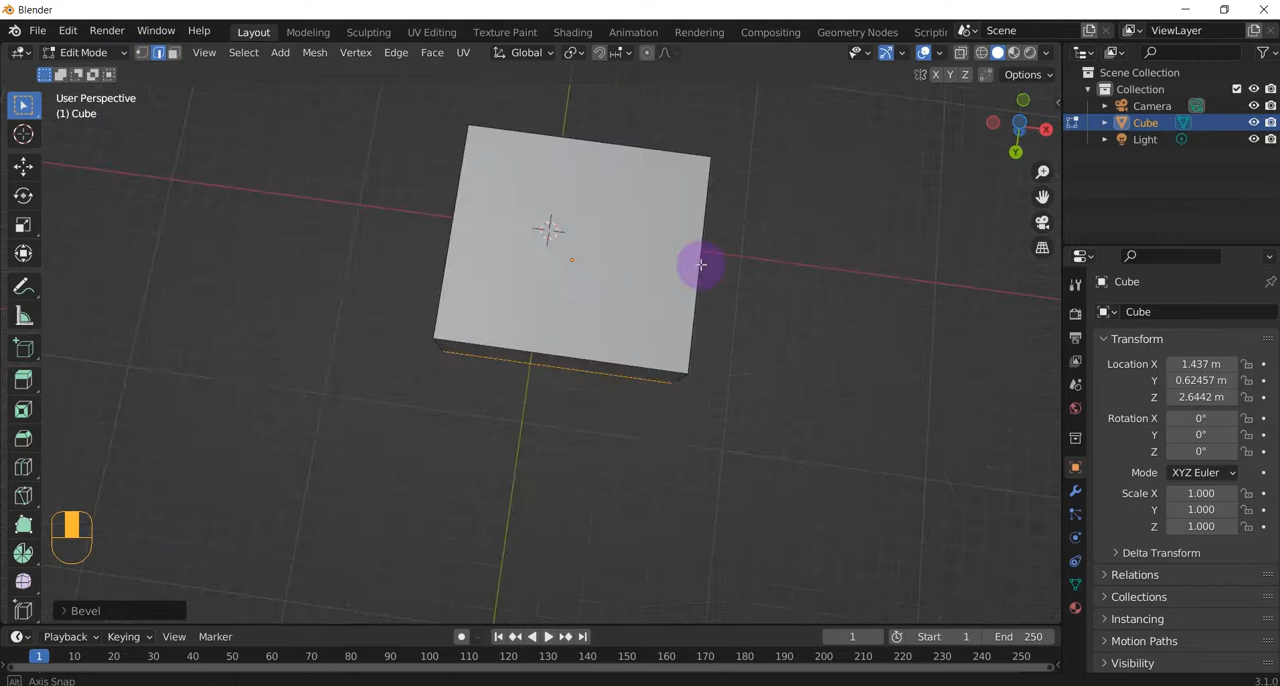 Blender
File Edit Render Window Help Layout Modeling Sculpting UV Editing Texture Paint Shading Animation Rendering Compositing Geometry Nodes Scriptin Scene ViewLayer
Edit Mode View Select Add Mesh Vertex Edge Face UV Global
X Y Z Options
User Perspective
(1) Cube
X
Y
Scene Collection
Collection
Camera
Cube
Light
Cube
Cube
Transform
Location X 1.437 m
Y 0.62457 m
Z 2.6442 m
Rotation X 0°
Y 0°
Z 0°
Mode XYZ Euler
Scale X 1.000
Y 1.000
Z 1.000
Delta Transform
Relations
Collections
Instancing
Motion Paths
Visibility
Bevel
Playback Keying View Marker 1 Start 1 End 250
1 10 20 30 40 50 60 70 80 90 100 110 120 130 140 150 160 170 180 190 200 210 220 230 240 250
Alt Axis Snap 3.1.0